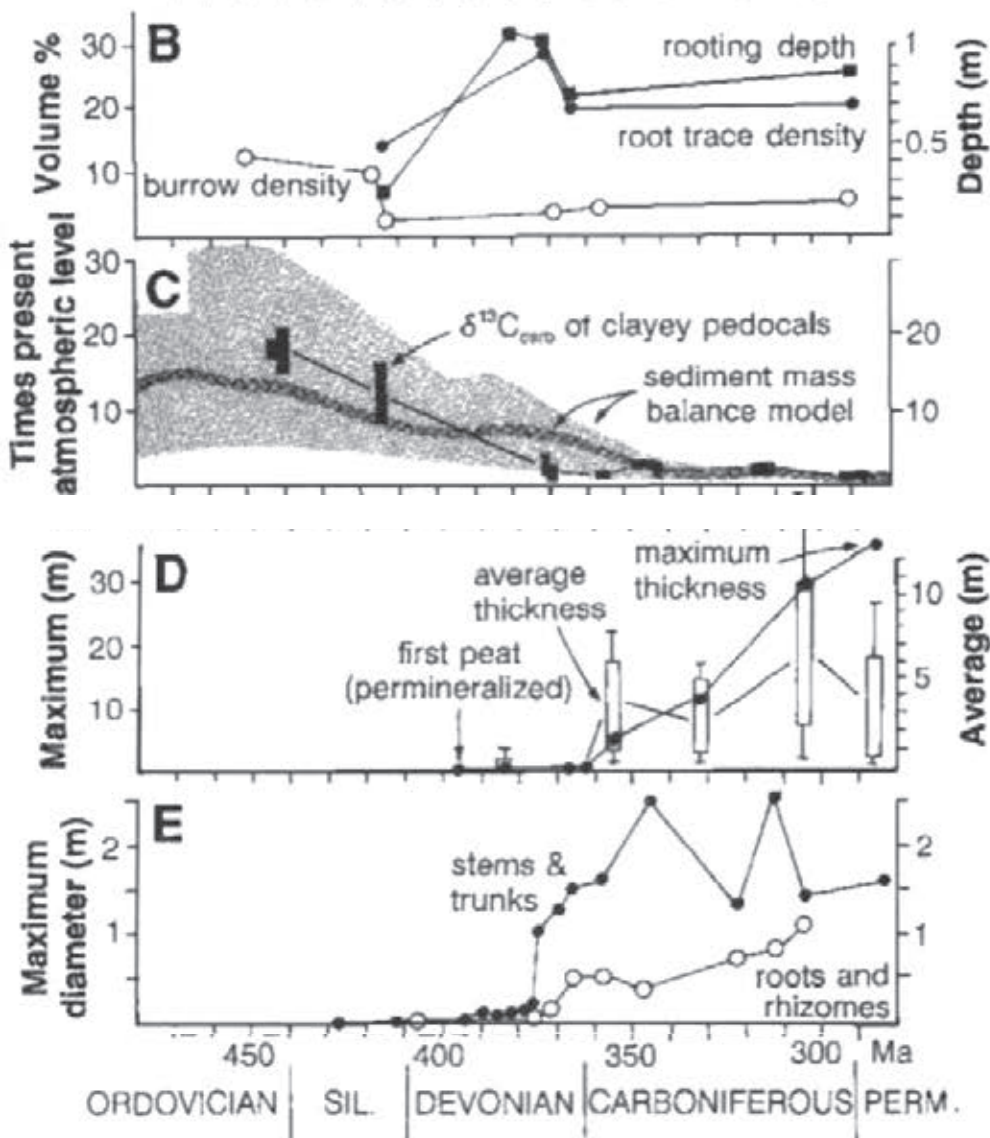 B
Volume %
30
20
10
rooting depth
root trace density
burrow density
1
0.5
Depth (m)
C
Times present
atmospheric level
30
20
10
δ¹³Ccarb of clayey pedocals
sediment mass
balance model
20
10
D
Maximum (m)
30
20
10
average
thickness
maximum
thickness
first peat
(permineralized)
10
5
Average (m)
E
Maximum
diameter (m)
2
1
stems &
trunks
roots and
rhizomes
2
1
450 400 350 300 Ma
ORDOVICIAN SIL. DEVONIAN CARBONIFEROUS PERM.